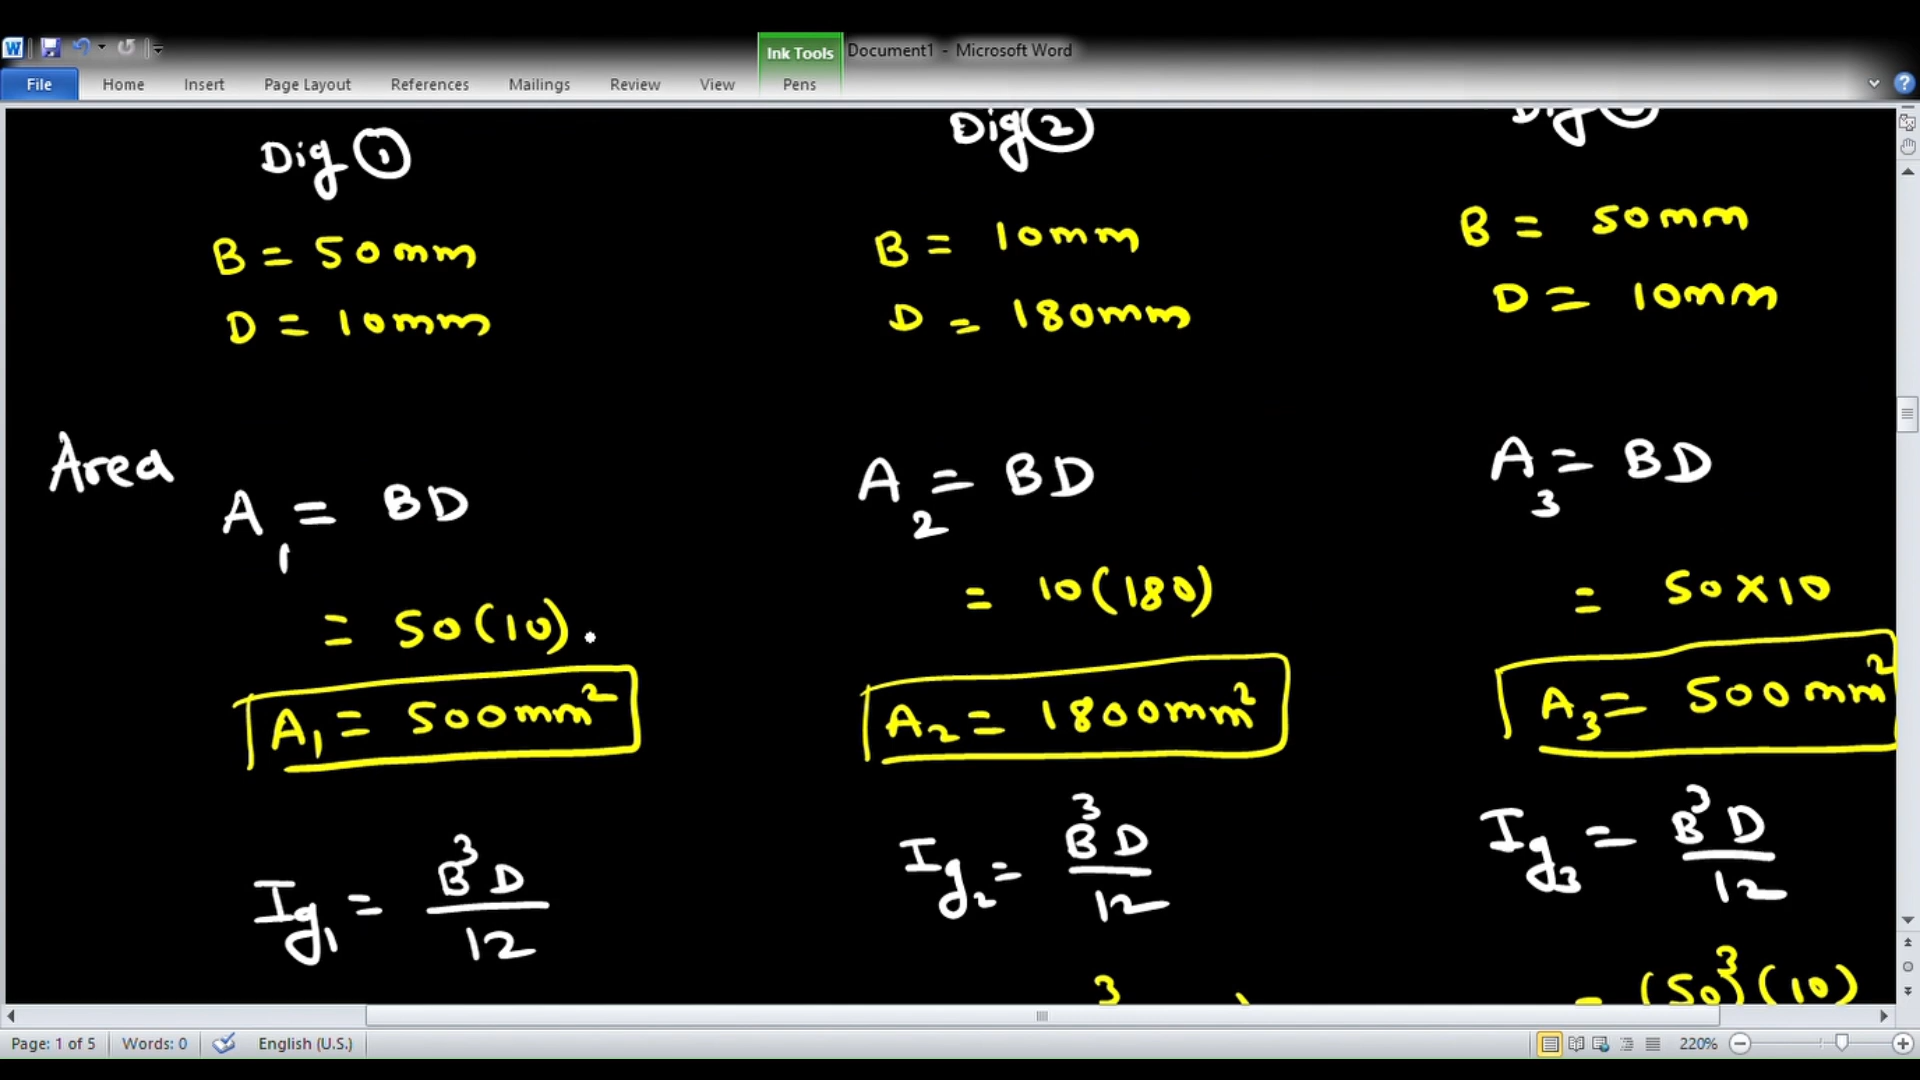 Ink Tools
Document1 - Microsoft Word
File Home Insert Page Layout References Mailings Review View Pens
Dig ①
B = 50mm
D = 10mm
Dig ②
B = 10mm
D = 180mm
B = 50mm
D = 10mm
Area
A₁ = BD
= 50(10).
A₁ = 500mm²
Ig₁ = B³D/12
A₂ = BD
= 10(180)
A₂ = 1800mm²
Ig₂ = B³D/12
3
A₃ = BD
= 50×10
A₃ = 500mm²
Ig₃ = B³D/12
= (50)³(10)
Page: 1 of 5 Words: 0 English (U.S.) 220%